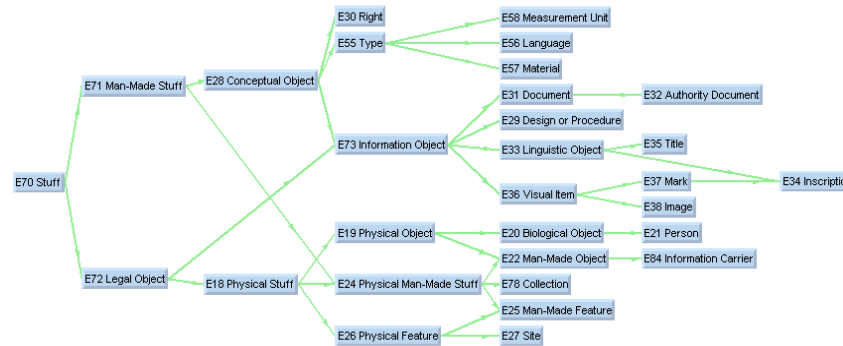 E30 Right
E58 Measurement Unit
E55 Type
E56 Language
E28 Conceptual Object
E57 Material
E71 Man-Made Stuff
E31 Document
E32 Authority Document
E29 Design or Procedure
E73 Information Object
E35 Title
E33 Linguistic Object
E70 Stuff
E37 Mark
E34 Inscriptio
E36 Visual Item
E38 Image
E19 Physical Object
E20 Biological Object
E21 Person
E22 Man-Made Object
E84 Information Carrier
E72 Legal Object
E18 Physical Stuff
E24 Physical Man-Made Stuff
E78 Collection
E25 Man-Made Feature
E26 Physical Feature
E27 Site